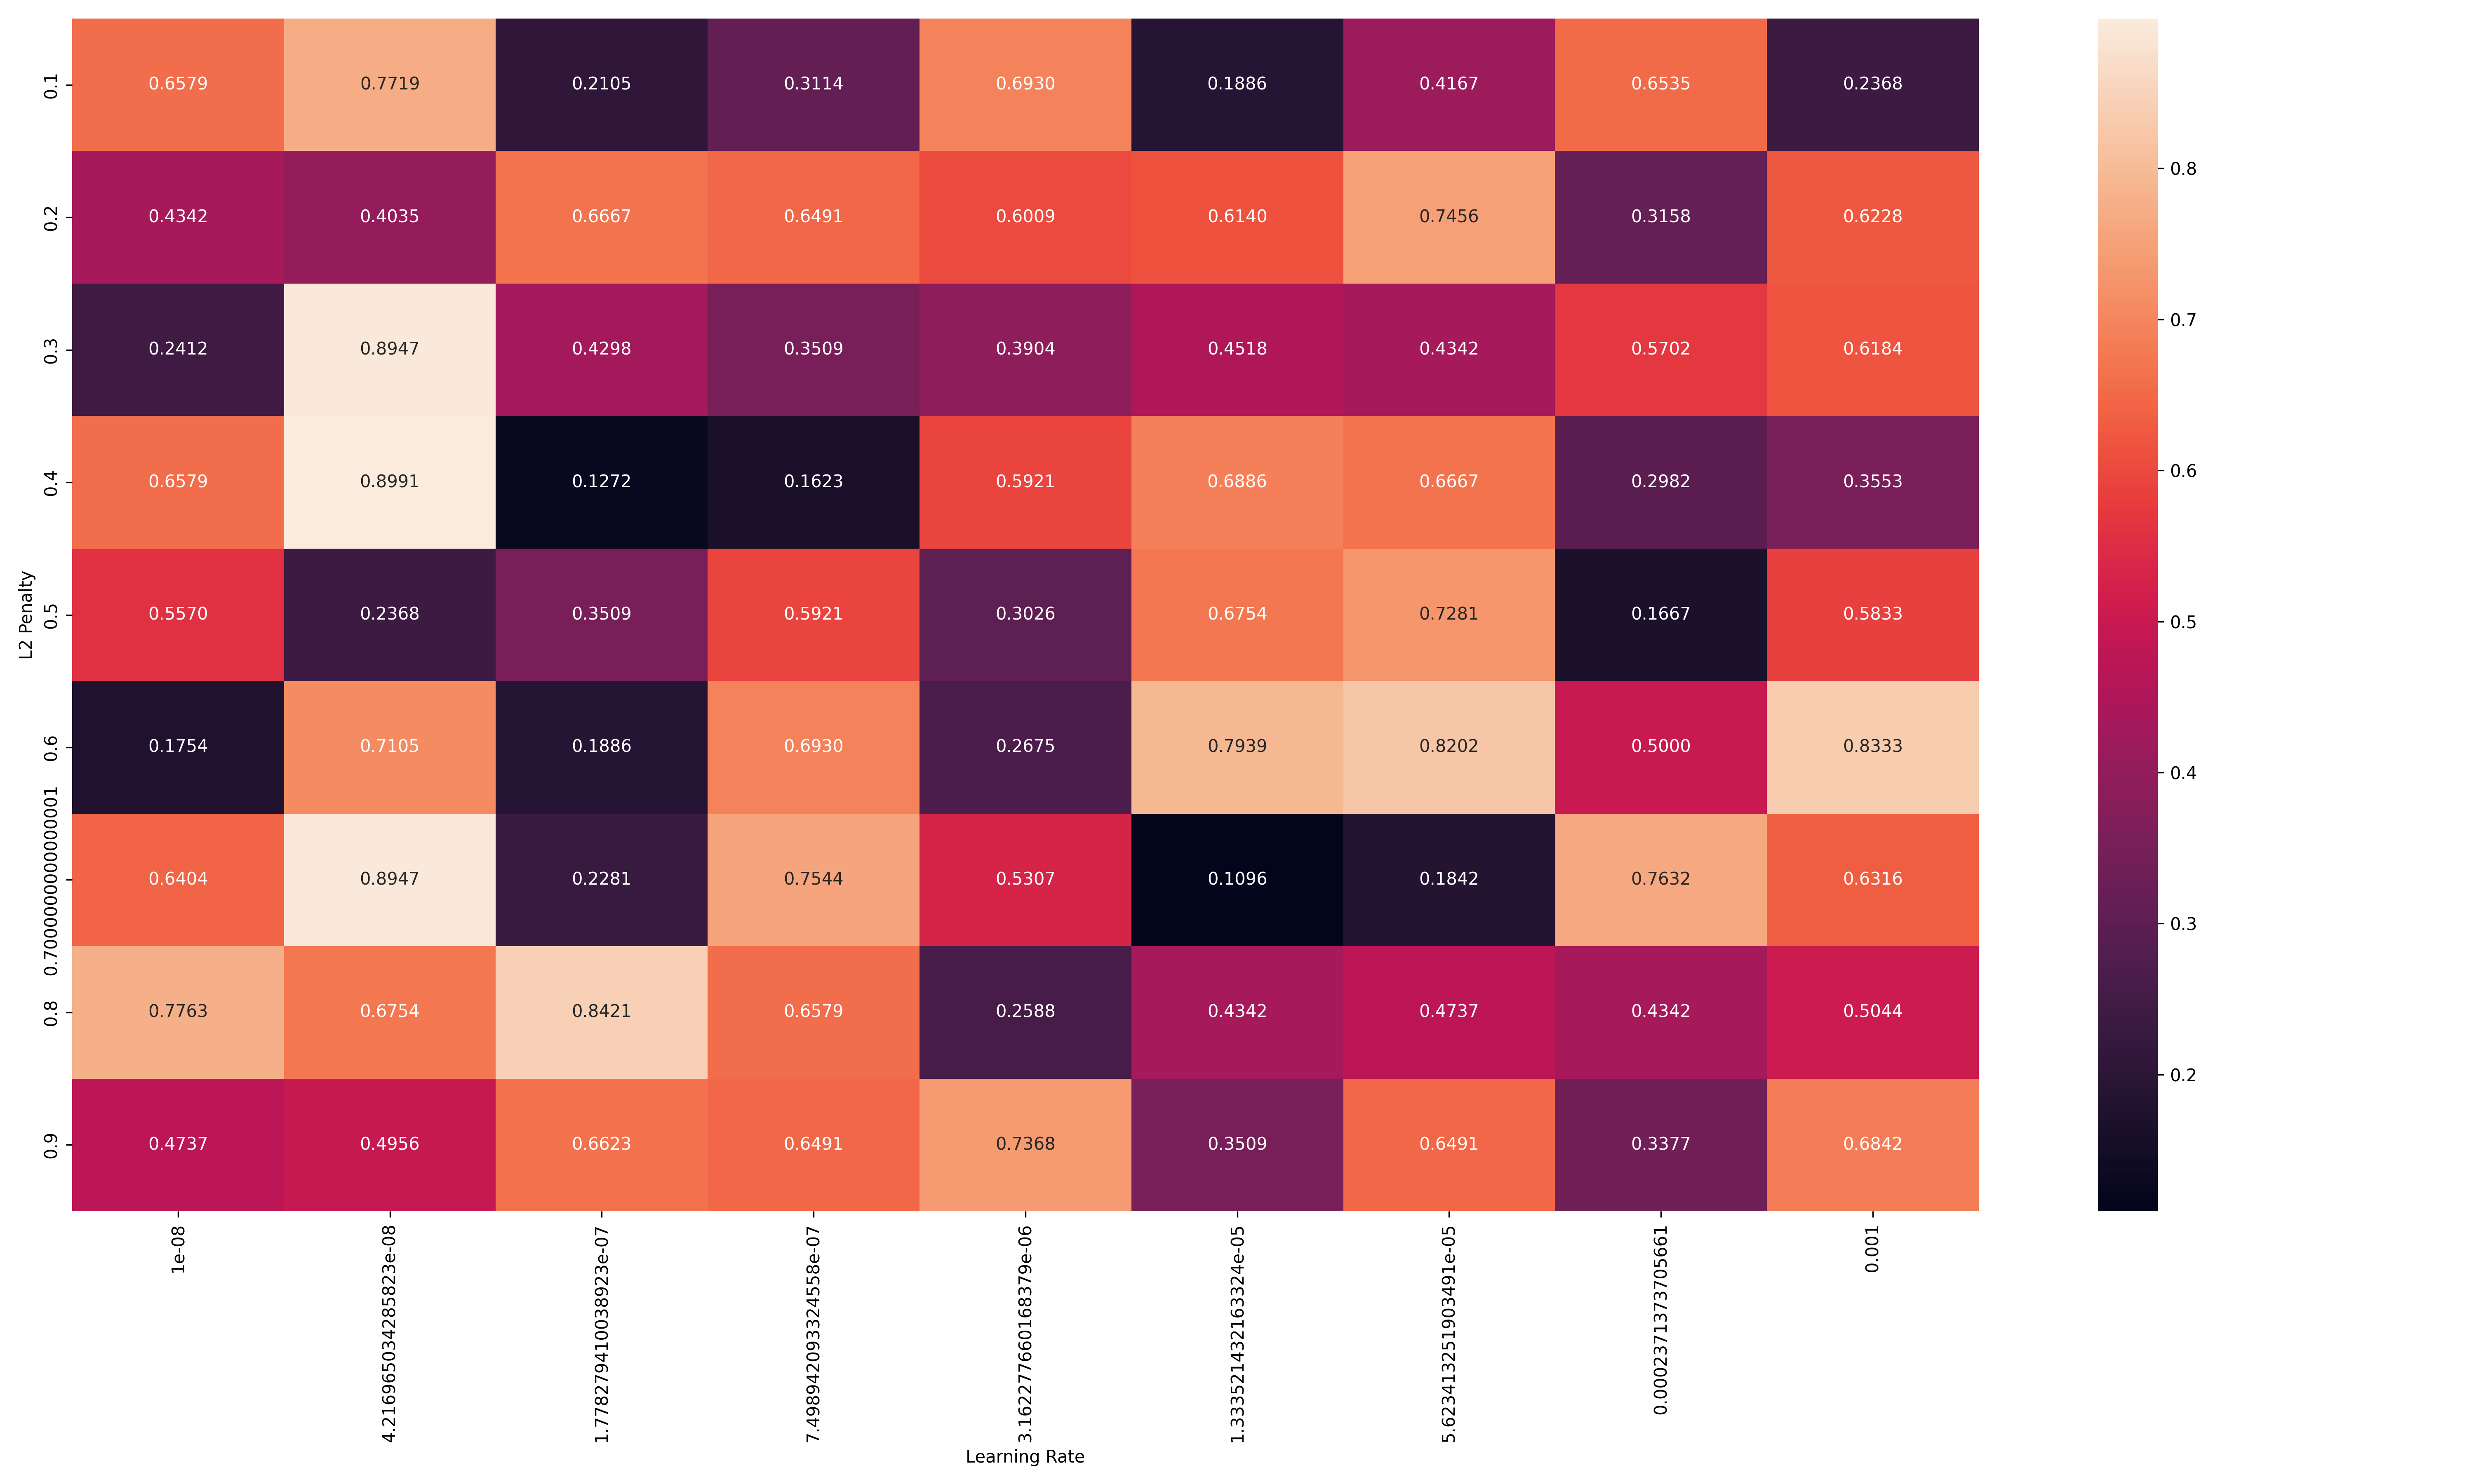 0.1 0.6579 0.7719 0.2105 0.3114 0.6930 0.1886 0.4167 0.6535 0.2368
0.2 0.4342 0.4035 0.6667 0.6491 0.6009 0.6140 0.7456 0.3158 0.6228
0.3 0.2412 0.8947 0.4298 0.3509 0.3904 0.4518 0.4342 0.5702 0.6184
0.4 0.6579 0.8991 0.1272 0.1623 0.5921 0.6886 0.6667 0.2982 0.3553
L2 Penalty
0.5 0.5570 0.2368 0.3509 0.5921 0.3026 0.6754 0.7281 0.1667 0.5833
0.6 0.1754 0.7105 0.1886 0.6930 0.2675 0.7939 0.8202 0.5000 0.8333
0.7000000000000001 0.6404 0.8947 0.2281 0.7544 0.5307 0.1096 0.1842 0.7632 0.6316
0.8 0.7763 0.6754 0.8421 0.6579 0.2588 0.4342 0.4737 0.4342 0.5044
0.9 0.4737 0.4956 0.6623 0.6491 0.7368 0.3509 0.6491 0.3377 0.6842
1e-08
4.216965034285823e-08
1.7782794100389227e-07
7.498942093324558e-07
3.1622776601683795e-06
1.333521432163324e-05
5.623413251903491e-05
0.00023713737056616554
0.001
Learning Rate
0.8
0.7
0.6
0.5
0.4
0.3
0.2